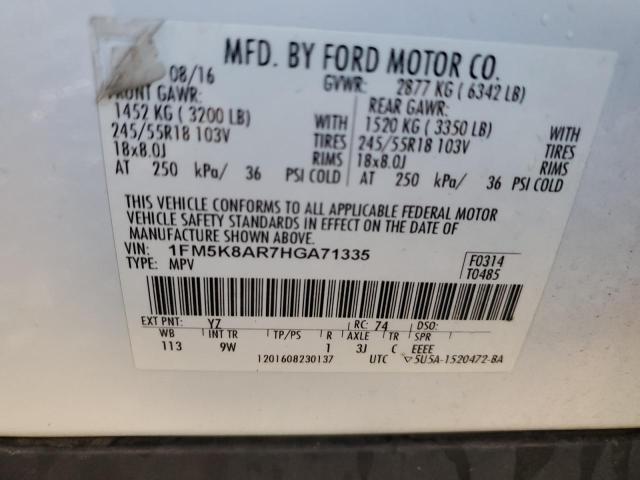 MFD. BY FORD MOTOR CO.
08/16 GVWR: 2877 KG ( 6342 LB)
FRONT GAWR: REAR GAWR:
1452 KG ( 3200 LB) WITH 1520 KG ( 3350 LB) WITH
245/55R18 103V TIRES 245/55R18 103V TIRES
18x8.0J RIMS 18x8.0J RIMS
AT 250 kPa/ 36 PSI COLD AT 250 kPa/ 36 PSI COLD
THIS VEHICLE CONFORMS TO ALL APPLICABLE FEDERAL MOTOR
VEHICLE SAFETY STANDARDS IN EFFECT ON THE DATE OF
MANUFACTURE SHOWN ABOVE.
VIN: 1FM5K8AR7HGA71335 F0314
TYPE: MPV T0485
EXT PNT: YZ RC: 74 DSO:
WB INT TR TP/PS R AXLE TR SPR
113 9W 1 3J C EEEE
1201608230137 UTC ▽5U5A-1520472-BA